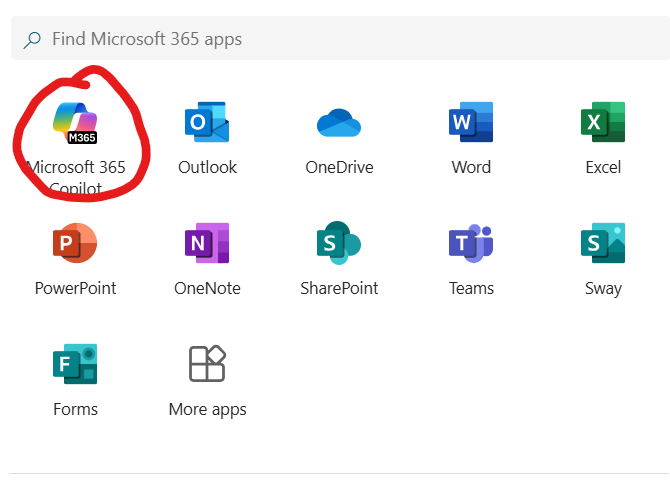 Find Microsoft 365 apps
M365
Microsoft 365
Copilot
Outlook
OneDrive
Word
Excel
PowerPoint
OneNote
SharePoint
Teams
Sway
Forms
More apps
O
W
X
P
N
S
T
S
F